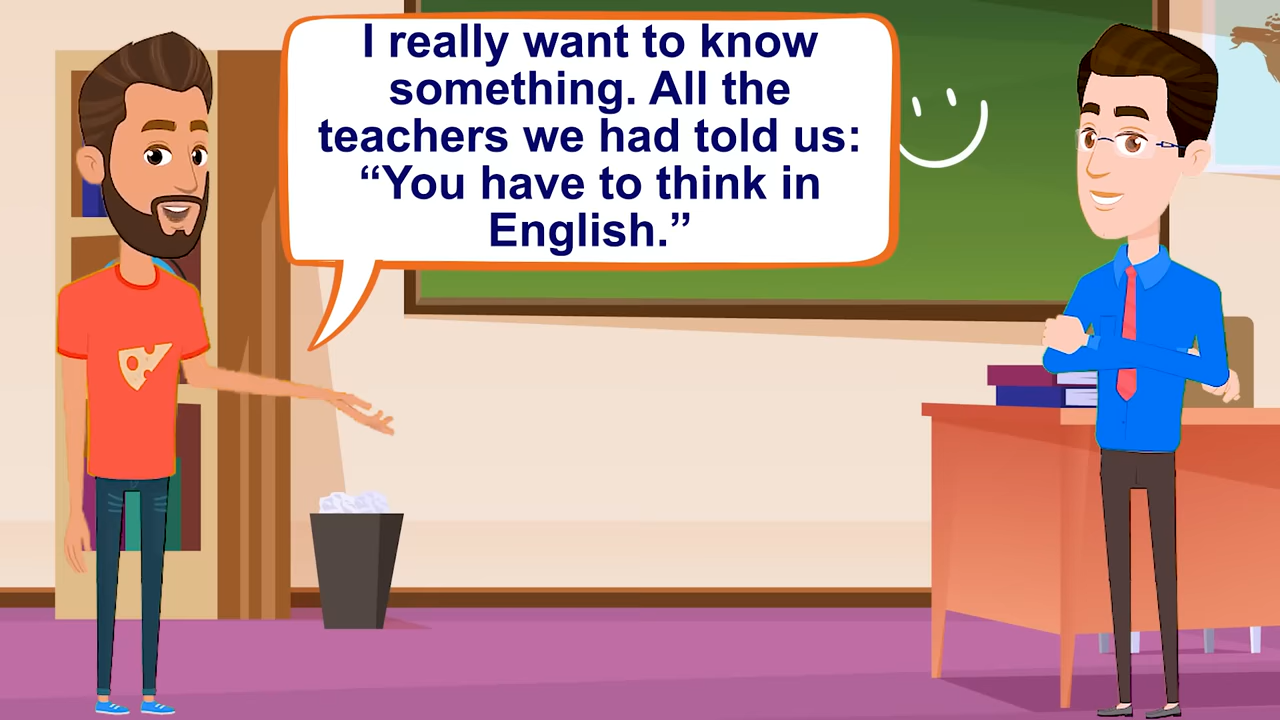 I really want to know
something. All the
teachers we had told us:
“You have to think in
English.”